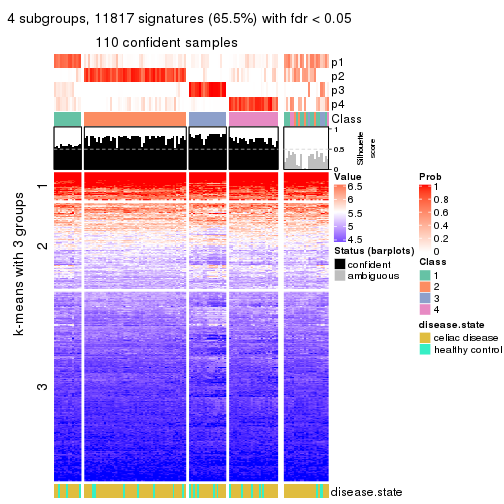 4 subgroups, 11817 signatures (65.5%) with fdr < 0.05
110 confident samples
p1
p2
p3
p4
Class
1
0.5
0
Silhouette
score
k-means with 3 groups
1
2
3
disease.state
Value
6.5
6
5.5
5
4.5
Status (barplots)
confident
ambiguous
Prob
1
0.8
0.6
0.4
0.2
0
Class
1
2
3
4
disease.state
celiac disease
healthy control